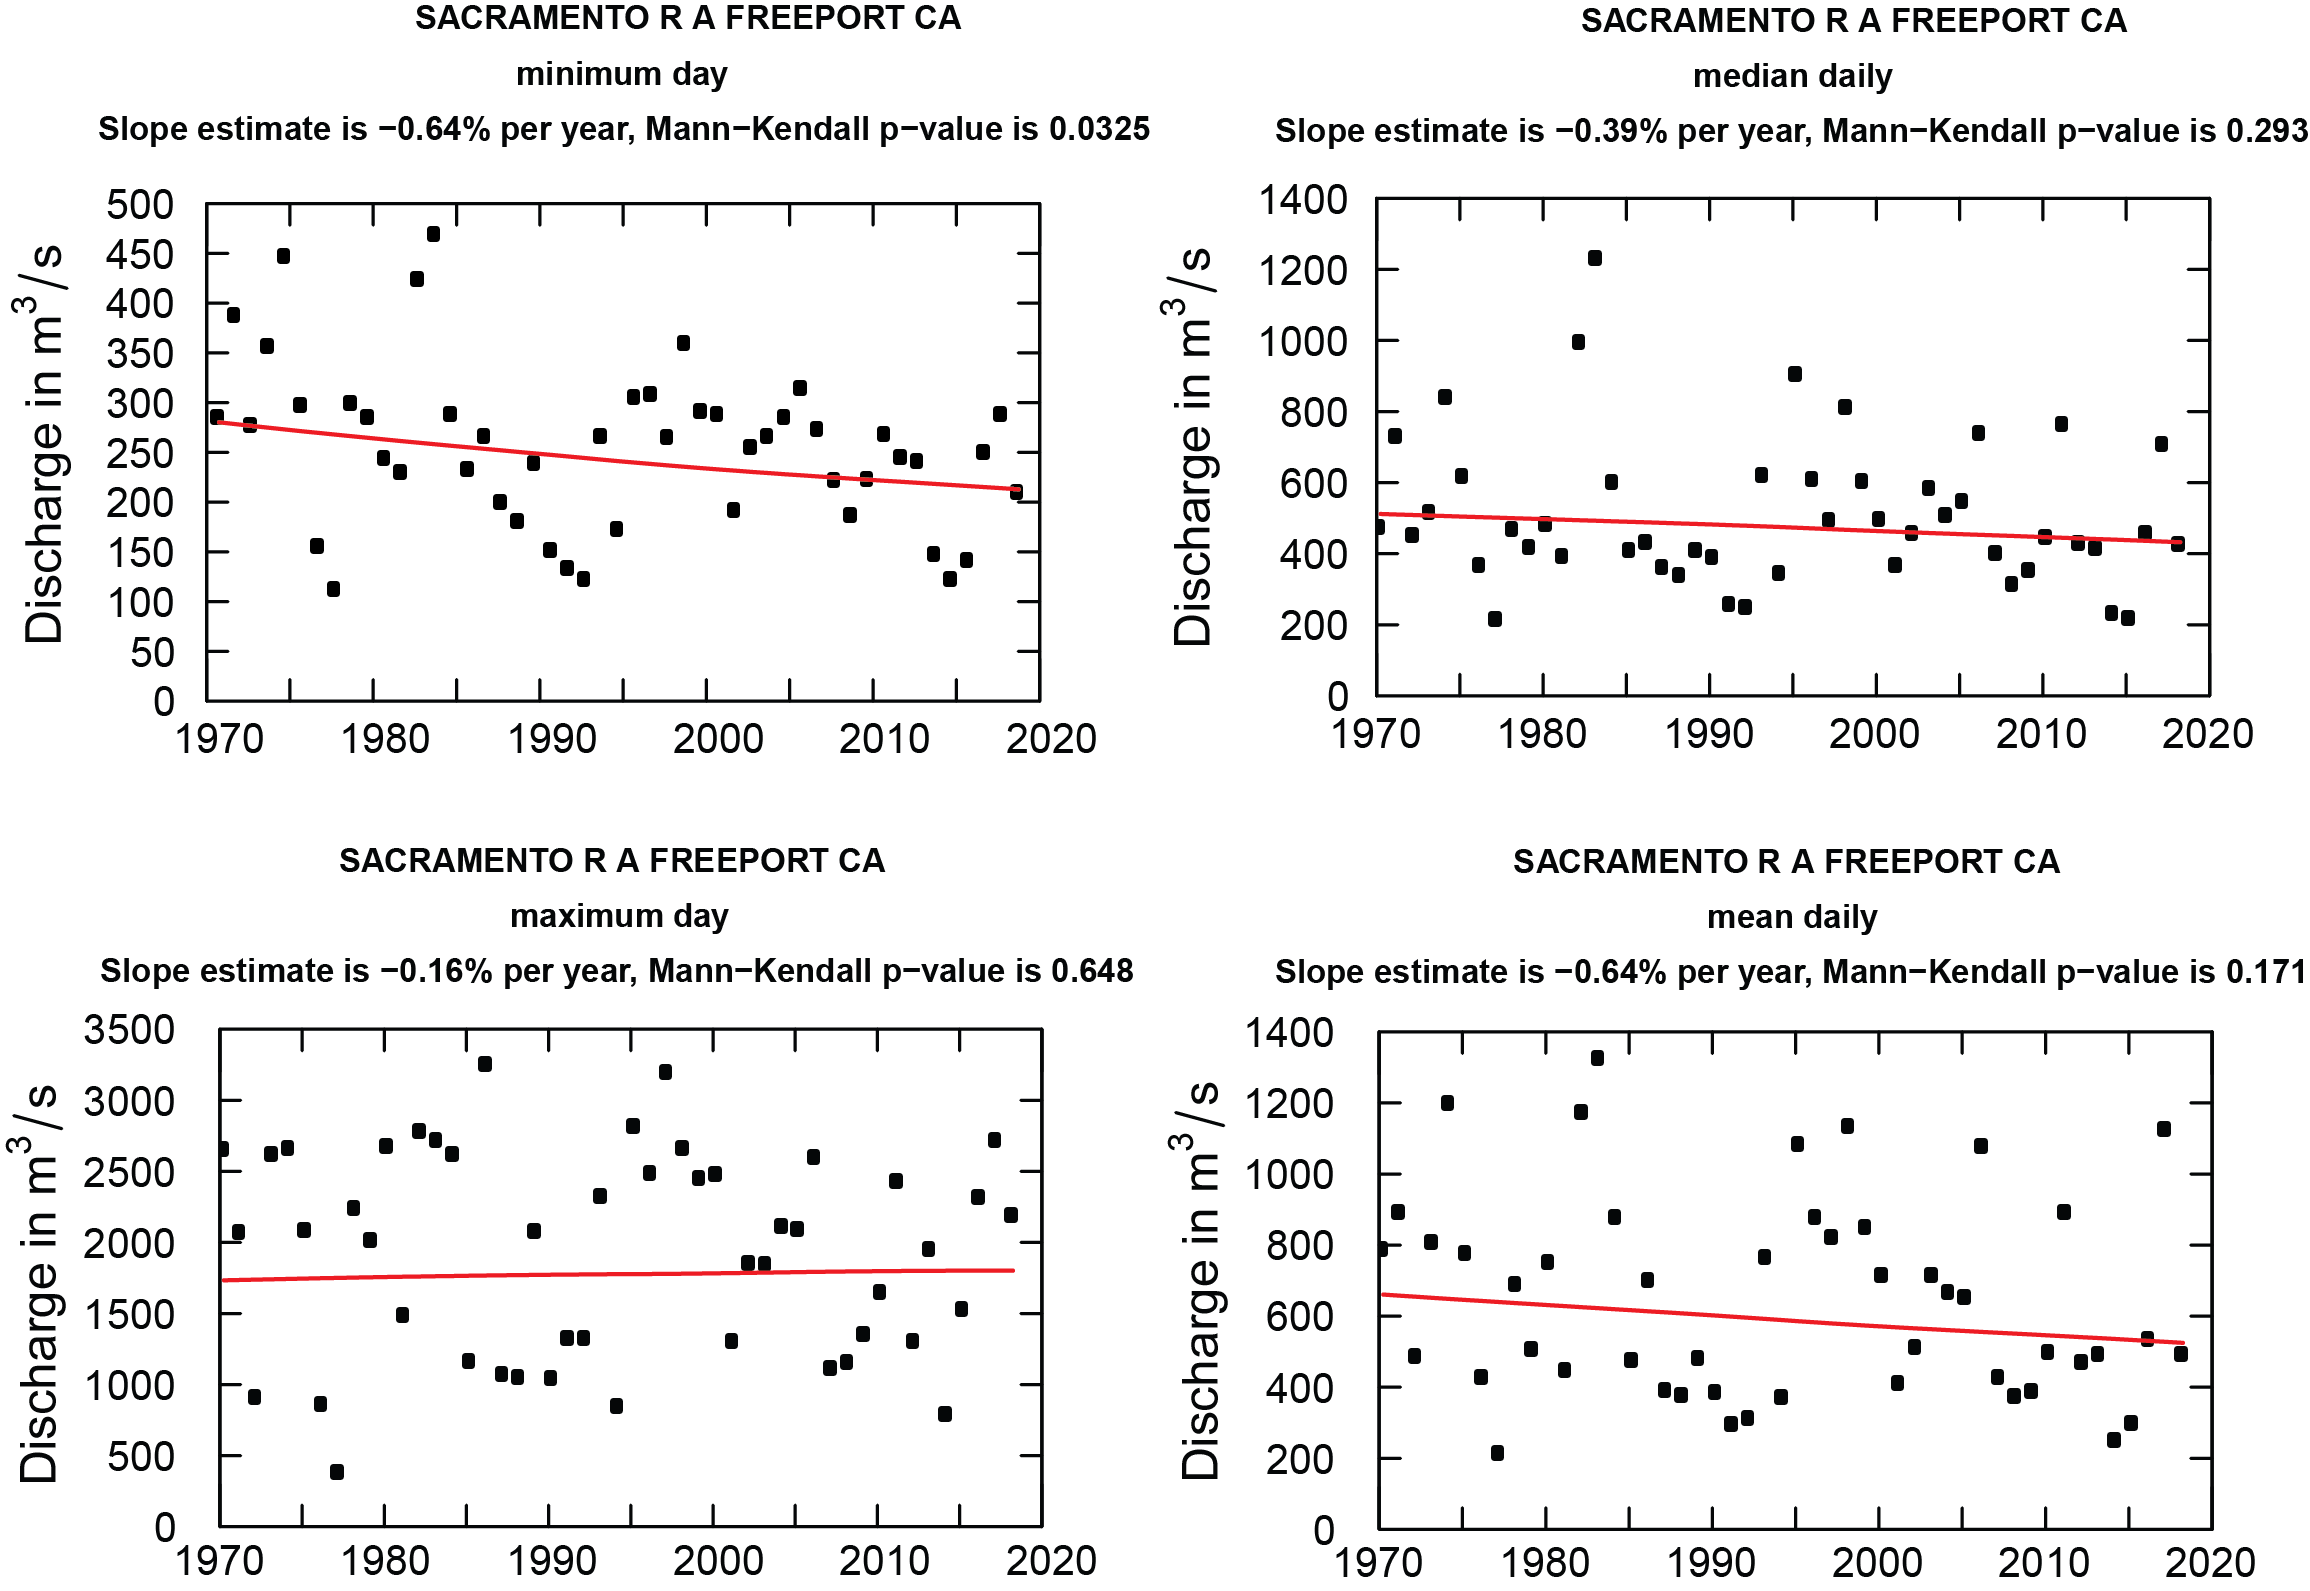 SACRAMENTO R A FREEPORT CA
minimum day
Slope estimate is −0.64% per year, Mann−Kendall p−value is 0.0325
Discharge in m³/s
500
450
400
350
300
250
200
150
100
50
0
1970 1980 1990 2000 2010 2020
SACRAMENTO R A FREEPORT CA
median daily
Slope estimate is −0.39% per year, Mann−Kendall p−value is 0.293
Discharge in m³/s
1400
1200
1000
800
600
400
200
0
1970 1980 1990 2000 2010 2020
SACRAMENTO R A FREEPORT CA
maximum day
Slope estimate is −0.16% per year, Mann−Kendall p−value is 0.648
Discharge in m³/s
3500
3000
2500
2000
1500
1000
500
0
1970 1980 1990 2000 2010 2020
SACRAMENTO R A FREEPORT CA
mean daily
Slope estimate is −0.64% per year, Mann−Kendall p−value is 0.171
Discharge in m³/s
1400
1200
1000
800
600
400
200
0
1970 1980 1990 2000 2010 2020